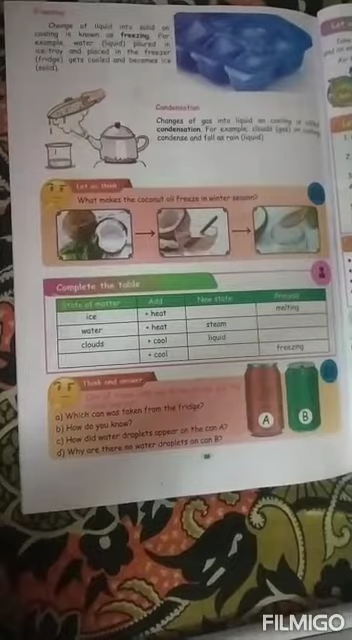 Freezing
Change of liquid into solid on
cooling is known as freezing. For
example, water (liquid) poured in
ice-tray and placed in the freezer
(fridge) gets cooled and becomes ice
(solid).
Condensation
Changes of gas into liquid on cooling is called
condensation. For example; clouds (gas) on cooling
condense and fall as rain (liquid)
Let us think
What makes the coconut oil freeze in winter season?
Complete the table
State of matter Add New state Process
ice + heat melting
water + heat steam
clouds + cool liquid
+ cool freezing
Think and answer
a) Which can was taken from the fridge?
b) How do you know?
c) How did water droplets appear on the can A?
d) Why are there no water droplets on can B?
A
B
FILMIGO